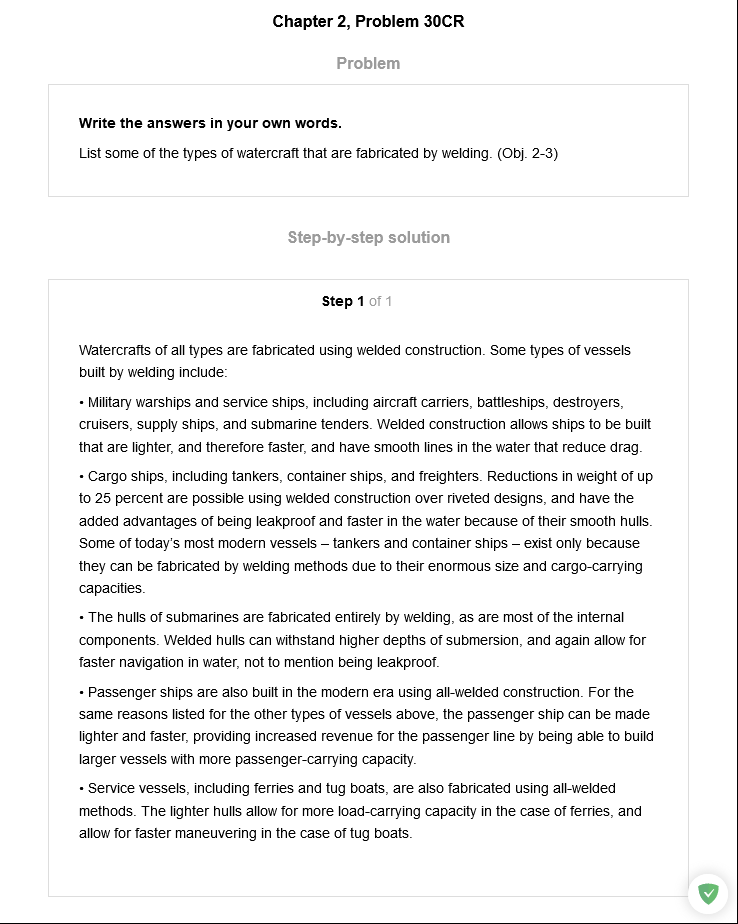 Chapter 2, Problem 30CR
Problem
Write the answers in your own words.
List some of the types of watercraft that are fabricated by welding. (Obj. 2-3)
Step-by-step solution
Step 1 of 1
Watercrafts of all types are fabricated using welded construction. Some types of vessels
built by welding include:
• Military warships and service ships, including aircraft carriers, battleships, destroyers,
cruisers, supply ships, and submarine tenders. Welded construction allows ships to be built
that are lighter, and therefore faster, and have smooth lines in the water that reduce drag.
• Cargo ships, including tankers, container ships, and freighters. Reductions in weight of up
to 25 percent are possible using welded construction over riveted designs, and have the
added advantages of being leakproof and faster in the water because of their smooth hulls.
Some of today's most modern vessels – tankers and container ships – exist only because
they can be fabricated by welding methods due to their enormous size and cargo-carrying
capacities.
• The hulls of submarines are fabricated entirely by welding, as are most of the internal
components. Welded hulls can withstand higher depths of submersion, and again allow for
faster navigation in water, not to mention being leakproof.
• Passenger ships are also built in the modern era using all-welded construction. For the
same reasons listed for the other types of vessels above, the passenger ship can be made
lighter and faster, providing increased revenue for the passenger line by being able to build
larger vessels with more passenger-carrying capacity.
• Service vessels, including ferries and tug boats, are also fabricated using all-welded
methods. The lighter hulls allow for more load-carrying capacity in the case of ferries, and
allow for faster maneuvering in the case of tug boats.